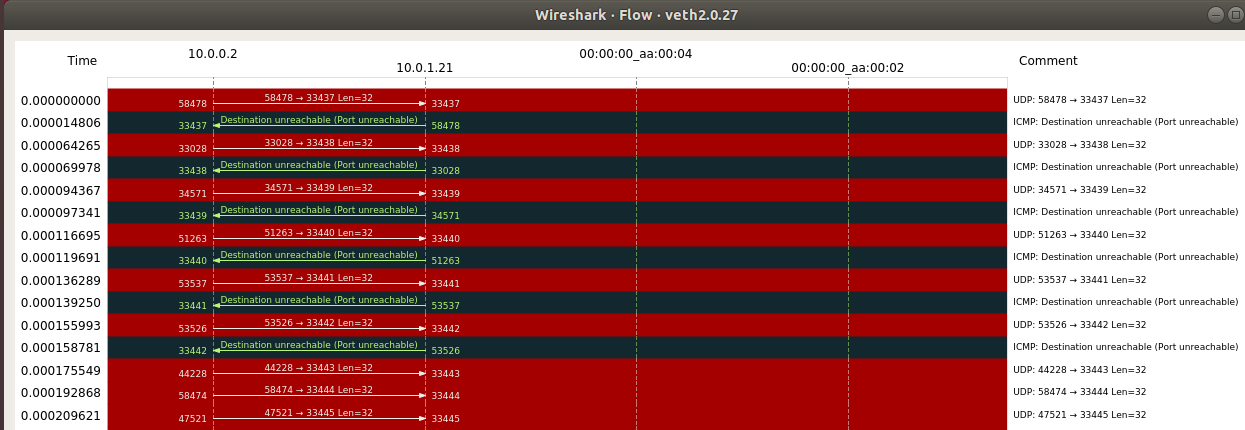 Wireshark · Flow · veth2.0.27
Time 10.0.0.2 10.0.1.21 00:00:00_aa:00:04 00:00:00_aa:00:02 Comment
0.000000000 58478 58478 → 33437 Len=32 33437 UDP: 58478 → 33437 Len=32
0.000014806 33437 Destination unreachable (Port unreachable) 58478 ICMP: Destination unreachable (Port unreachable)
0.000064265 33028 33028 → 33438 Len=32 33438 UDP: 33028 → 33438 Len=32
0.000069978 33438 Destination unreachable (Port unreachable) 33028 ICMP: Destination unreachable (Port unreachable)
0.000094367 34571 34571 → 33439 Len=32 33439 UDP: 34571 → 33439 Len=32
0.000097341 33439 Destination unreachable (Port unreachable) 34571 ICMP: Destination unreachable (Port unreachable)
0.000116695 51263 51263 → 33440 Len=32 33440 UDP: 51263 → 33440 Len=32
0.000119691 33440 Destination unreachable (Port unreachable) 51263 ICMP: Destination unreachable (Port unreachable)
0.000136289 53537 53537 → 33441 Len=32 33441 UDP: 53537 → 33441 Len=32
0.000139250 33441 Destination unreachable (Port unreachable) 53537 ICMP: Destination unreachable (Port unreachable)
0.000155993 53526 53526 → 33442 Len=32 33442 UDP: 53526 → 33442 Len=32
0.000158781 33442 Destination unreachable (Port unreachable) 53526 ICMP: Destination unreachable (Port unreachable)
0.000175549 44228 44228 → 33443 Len=32 33443 UDP: 44228 → 33443 Len=32
0.000192868 58474 58474 → 33444 Len=32 33444 UDP: 58474 → 33444 Len=32
0.000209621 47521 47521 → 33445 Len=32 33445 UDP: 47521 → 33445 Len=32